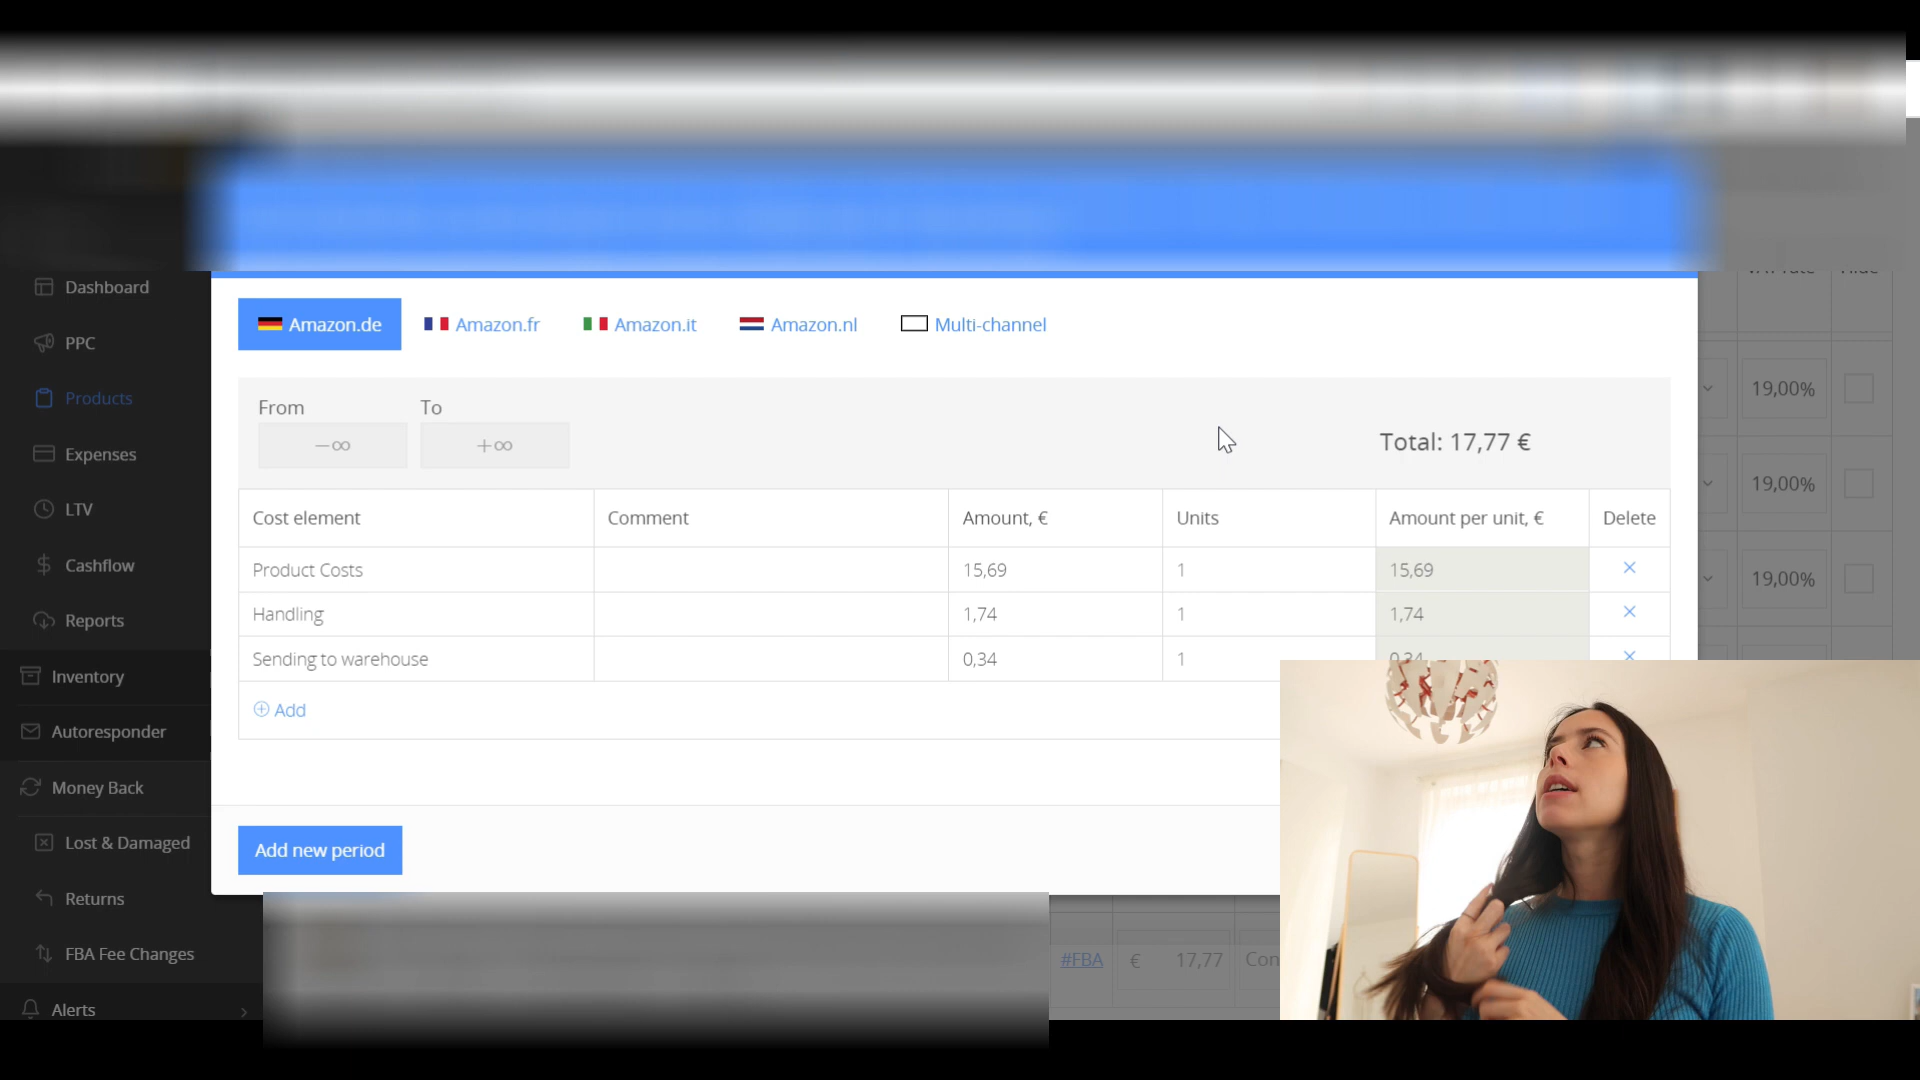 Dashboard
PPC
Products
Expenses
LTV
Cashflow
Reports
Inventory
Autoresponder
Money Back
Lost & Damaged
Returns
FBA Fee Changes
Alerts
Amazon.de Amazon.fr Amazon.it Amazon.nl Multi-channel
From To
−∞ +∞
Total: 17,77 €
Cost element Comment Amount, € Units Amount per unit, € Delete
Product Costs 15,69 1 15,69
Handling 1,74 1 1,74
Sending to warehouse 0,34 1 0,34
Add
Add new period
19,00%
19,00%
19,00%
#FBA € 17,77 Con